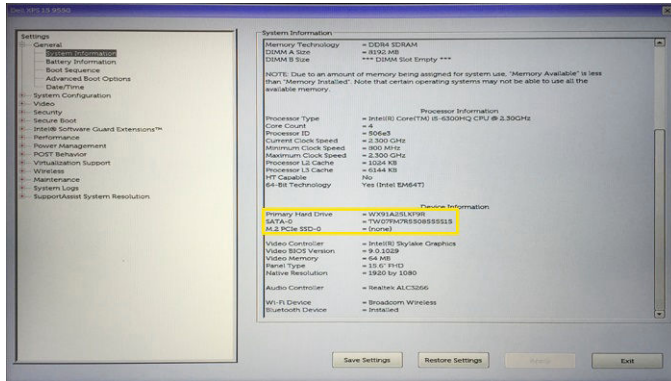 Dell XPS 15 9550
Settings
General
System Information
Battery Information
Boot Sequence
Advanced Boot Options
Date/Time
System Configuration
Video
Security
Secure Boot
Intel® Software Guard Extensions™
Performance
Power Management
POST Behavior
Virtualization Support
Wireless
Maintenance
System Logs
SupportAssist System Resolution
System Information
Memory Technology = DDR4 SDRAM
DIMM A Size = 8192 MB
DIMM B Size *** DIMM Slot Empty ***
NOTE: Due to an amount of memory being assigned for system use, "Memory Available" is less
than "Memory Installed". Note that certain operating systems may not be able to use all the
available memory.
Processor Information
Processor Type = Intel(R) Core(TM) i5-6300HQ CPU @ 2.30GHz
Core Count = 4
Processor ID = 506e3
Current Clock Speed = 2.300 GHz
Minimum Clock Speed = 800 MHz
Maximum Clock Speed = 2.300 GHz
Processor L2 Cache = 1024 KB
Processor L3 Cache = 6144 KB
HT Capable No
64-Bit Technology Yes (Intel EM64T)
Device Information
Primary Hard Drive =
SATA-0 =
M.2 PCIe SSD-0 = (none)
Video Controller = Intel(R) Skylake Graphics
Video BIOS Version = 9.0.1029
Video Memory = 64 MB
Panel Type = 15.6" FHD
Native Resolution = 1920 by 1080
Audio Controller = Realtek ALC3266
Wi-Fi Device = Broadcom Wireless
Bluetooth Device = Installed
Save Settings
Restore Settings
Apply
Exit